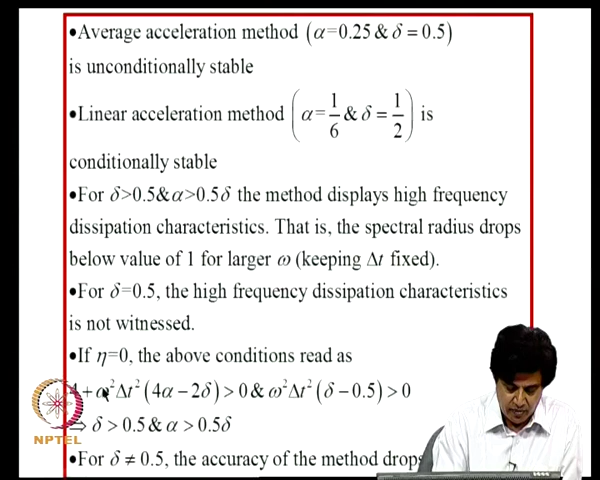 •Average acceleration method (α=0.25 & δ = 0.5)
is unconditionally stable
•Linear acceleration method (α = 1/6 & δ = 1/2) is
conditionally stable
•For δ>0.5&α>0.5δ the method displays high frequency
dissipation characteristics. That is, the spectral radius drops
below value of 1 for larger ω (keeping Δt fixed).
•For δ=0.5, the high frequency dissipation characteristics
is not witnessed.
•If η=0, the above conditions read as
4+ω²Δt²(4α−2δ)>0 & ω²Δt²(δ−0.5)>0
⇒ δ > 0.5 & α > 0.5δ
•For δ ≠ 0.5, the accuracy of the method drops
NPTEL